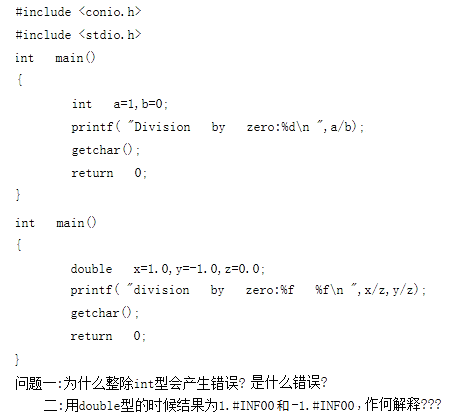 #include <conio.h>
#include <stdio.h>
int main()
{
int a=1,b=0;
printf( "Division by zero:%d\n ",a/b);
getchar();
return 0;
}
int main()
{
double x=1.0,y=-1.0,z=0.0;
printf( "division by zero:%f %f\n ",x/z,y/z);
getchar();
return 0;
}
问题一:为什么整除int型会产生错误? 是什么错误?
二:用double型的时候结果为1.#INF00和-1.#INF00,作何解释???